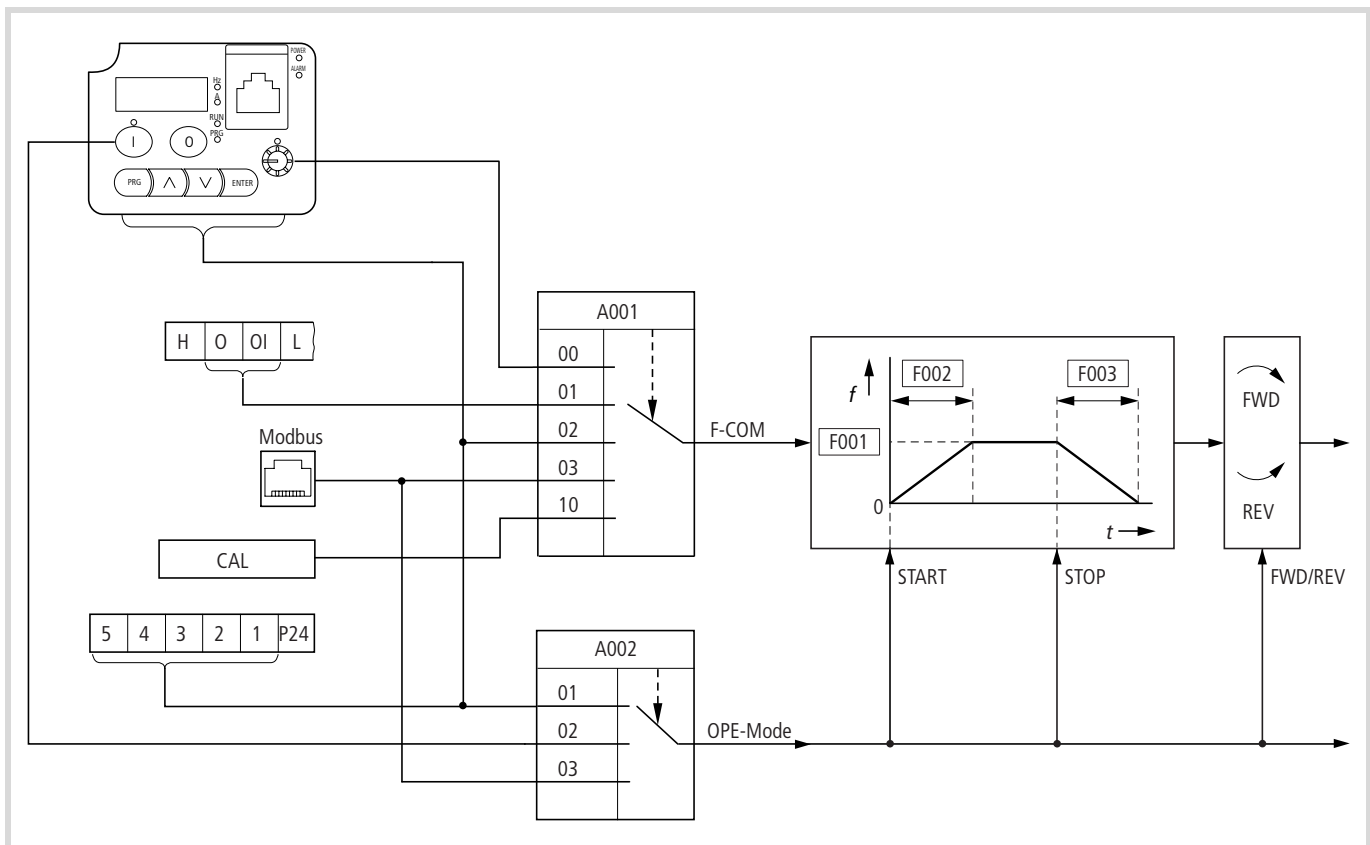 POWER
ALARM
Hz
A
RUN
PRG
I
0
PRG
ENTER
A001
H O OI L
00
01
02
03
10
F-COM
Modbus
CAL
f
F002
F003
F001
0
t
FWD
REV
START
STOP
FWD/REV
5 4 3 2 1 P24
A002
01
02
03
OPE-Mode